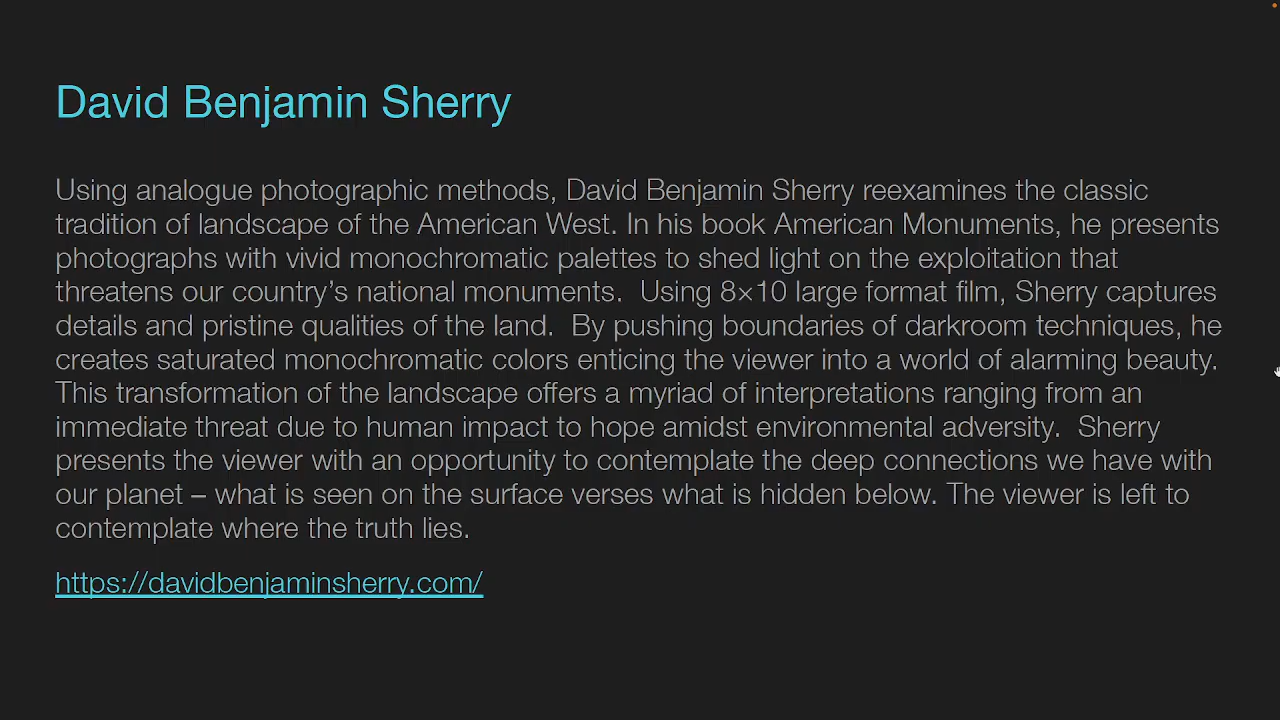 David Benjamin Sherry
Using analogue photographic methods, David Benjamin Sherry reexamines the classic
tradition of landscape of the American West. In his book American Monuments, he presents
photographs with vivid monochromatic palettes to shed light on the exploitation that
threatens our country’s national monuments.  Using 8×10 large format film, Sherry captures
details and pristine qualities of the land.  By pushing boundaries of darkroom techniques, he
creates saturated monochromatic colors enticing the viewer into a world of alarming beauty.
This transformation of the landscape offers a myriad of interpretations ranging from an
immediate threat due to human impact to hope amidst environmental adversity.  Sherry
presents the viewer with an opportunity to contemplate the deep connections we have with
our planet – what is seen on the surface verses what is hidden below. The viewer is left to
contemplate where the truth lies.
https://davidbenjaminsherry.com/